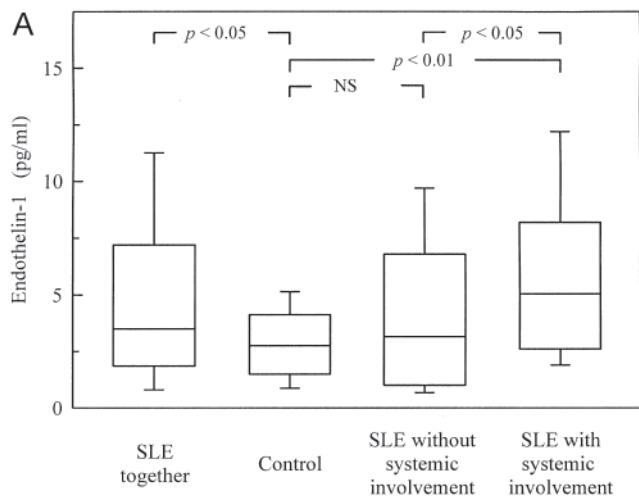 A
p < 0.05
p < 0.05
p < 0.01
NS
15
10
5
0
Endothelin-1 (pg/ml)
SLE
together
Control
SLE without
systemic
involvement
SLE with
systemic
involvement